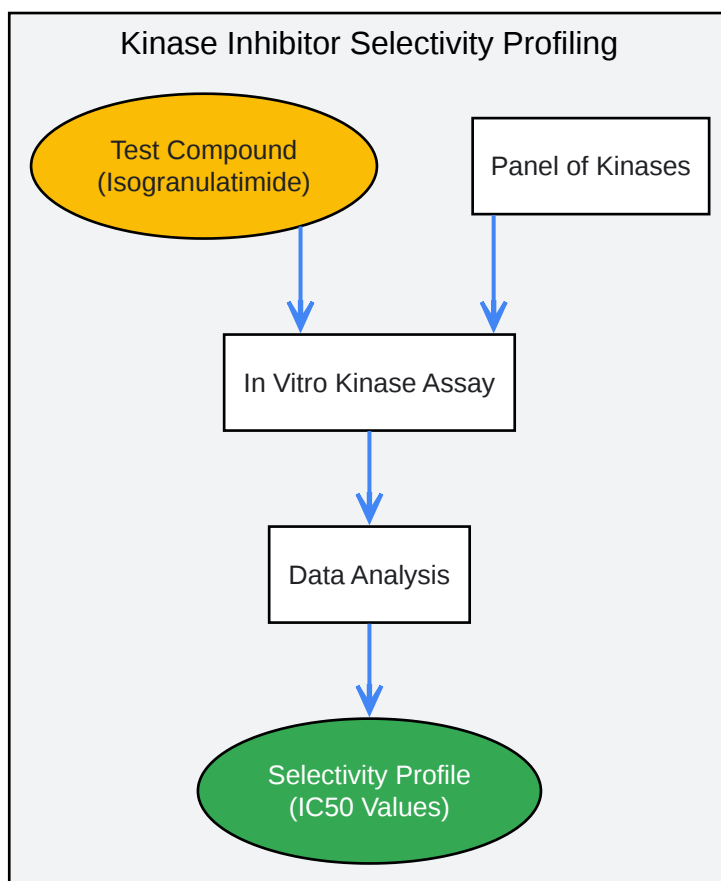 Kinase Inhibitor Selectivity Profiling
Test Compound
(Isogranulatimide)
Panel of Kinases
In Vitro Kinase Assay
Data Analysis
Selectivity Profile
(IC50 Values)